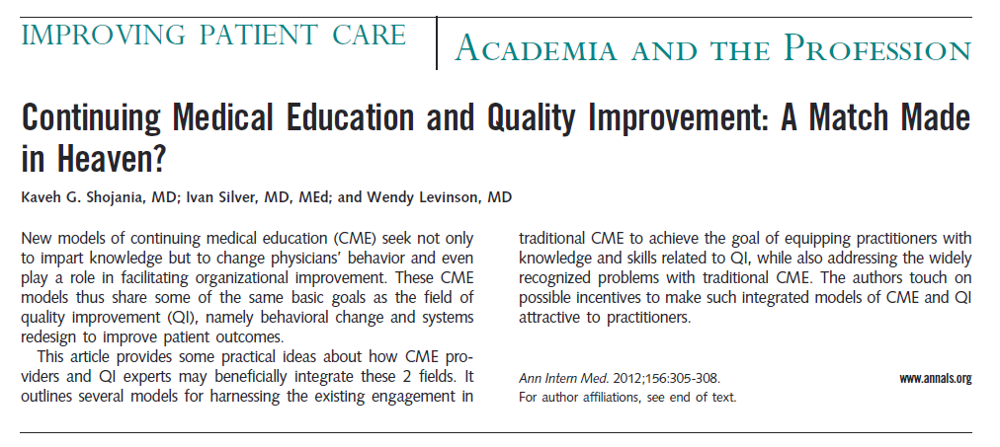 IMPROVING PATIENT CARE
ACADEMIA AND THE PROFESSION
Continuing Medical Education and Quality Improvement: A Match Made
in Heaven?
Kaveh G. Shojania, MD; Ivan Silver, MD, MEd; and Wendy Levinson, MD
New models of continuing medical education (CME) seek not only
to impart knowledge but to change physicians' behavior and even
play a role in facilitating organizational improvement. These CME
models thus share some of the same basic goals as the field of
quality improvement (QI), namely behavioral change and systems
redesign to improve patient outcomes.
This article provides some practical ideas about how CME pro-
viders and QI experts may beneficially integrate these 2 fields. It
outlines several models for harnessing the existing engagement in
traditional CME to achieve the goal of equipping practitioners with
knowledge and skills related to QI, while also addressing the widely
recognized problems with traditional CME. The authors touch on
possible incentives to make such integrated models of CME and QI
attractive to practitioners.
Ann Intern Med. 2012;156:305-308.
www.annals.org
For author affiliations, see end of text.